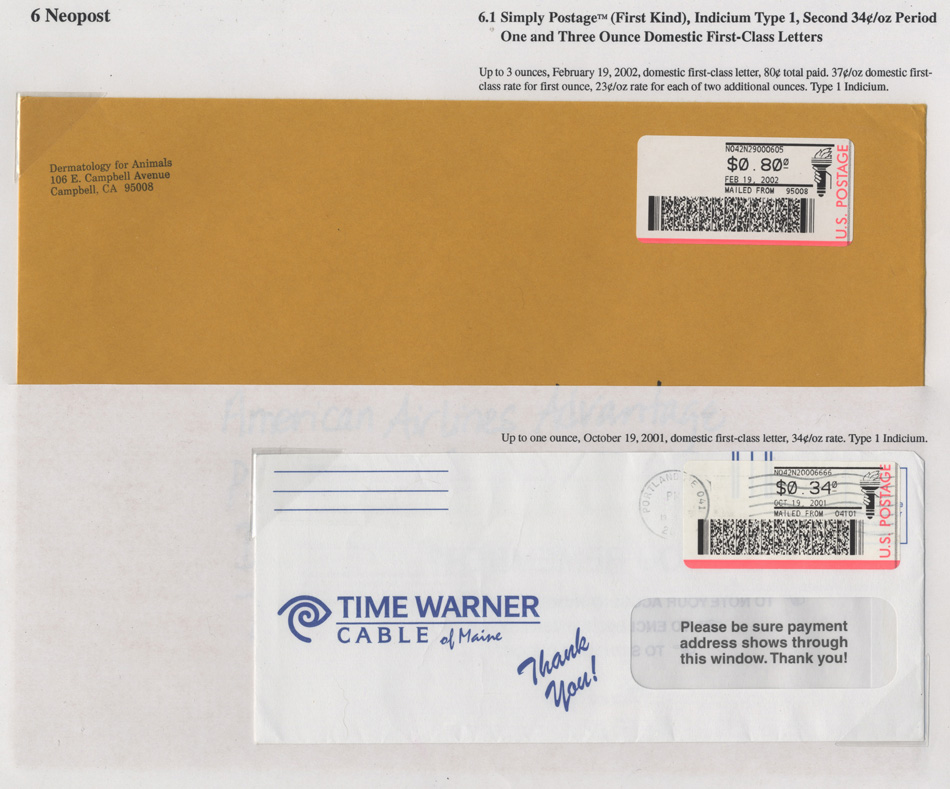 6 Neopost
6.1 Simply Postage™ (First Kind), Indicium Type 1, Second 34¢/oz Period
One and Three Ounce Domestic First-Class Letters
Up to 3 ounces, February 19, 2002, domestic first-class letter, 80¢ total paid. 37¢/oz domestic first-
class rate for first ounce, 23¢/oz rate for each of two additional ounces. Type 1 Indicium.
Dermatology for Animals
106 E. Campbell Avenue
Campbell, CA 95008
NO42N29000605
$0.80⁰
FEB 19, 2002
MAILED FROM 95008
U.S. POSTAGE
American Airlines Advantage
Up to one ounce, October 19, 2001, domestic first-class letter, 34¢/oz rate. Type 1 Indicium.
PORTLAND ME 041
PM
NO42N20006666
$0.34⁰
OCT 19, 2001
MAILED FROM 04101
U.S. POSTAGE
TIME WARNER
CABLE of Maine
Thank
You!
Please be sure payment
address shows through
this window. Thank you!